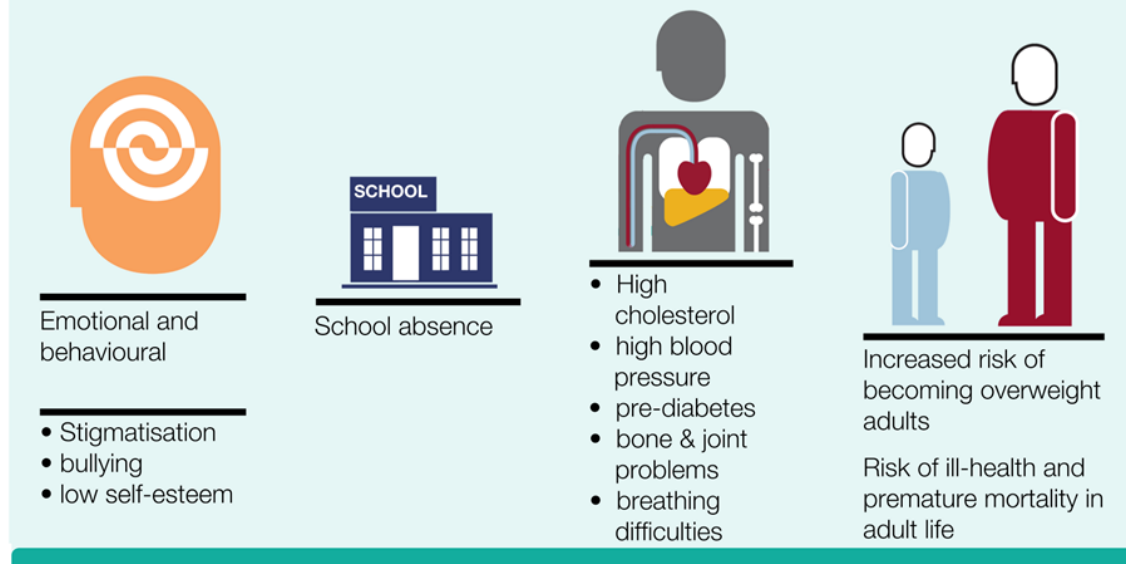 Emotional and
behavioural
• Stigmatisation
• bullying
• low self-esteem
SCHOOL
School absence
• High
cholesterol
• high blood
pressure
• pre-diabetes
• bone & joint
problems
• breathing
difficulties
Increased risk of
becoming overweight
adults
Risk of ill-health and
premature mortality in
adult life